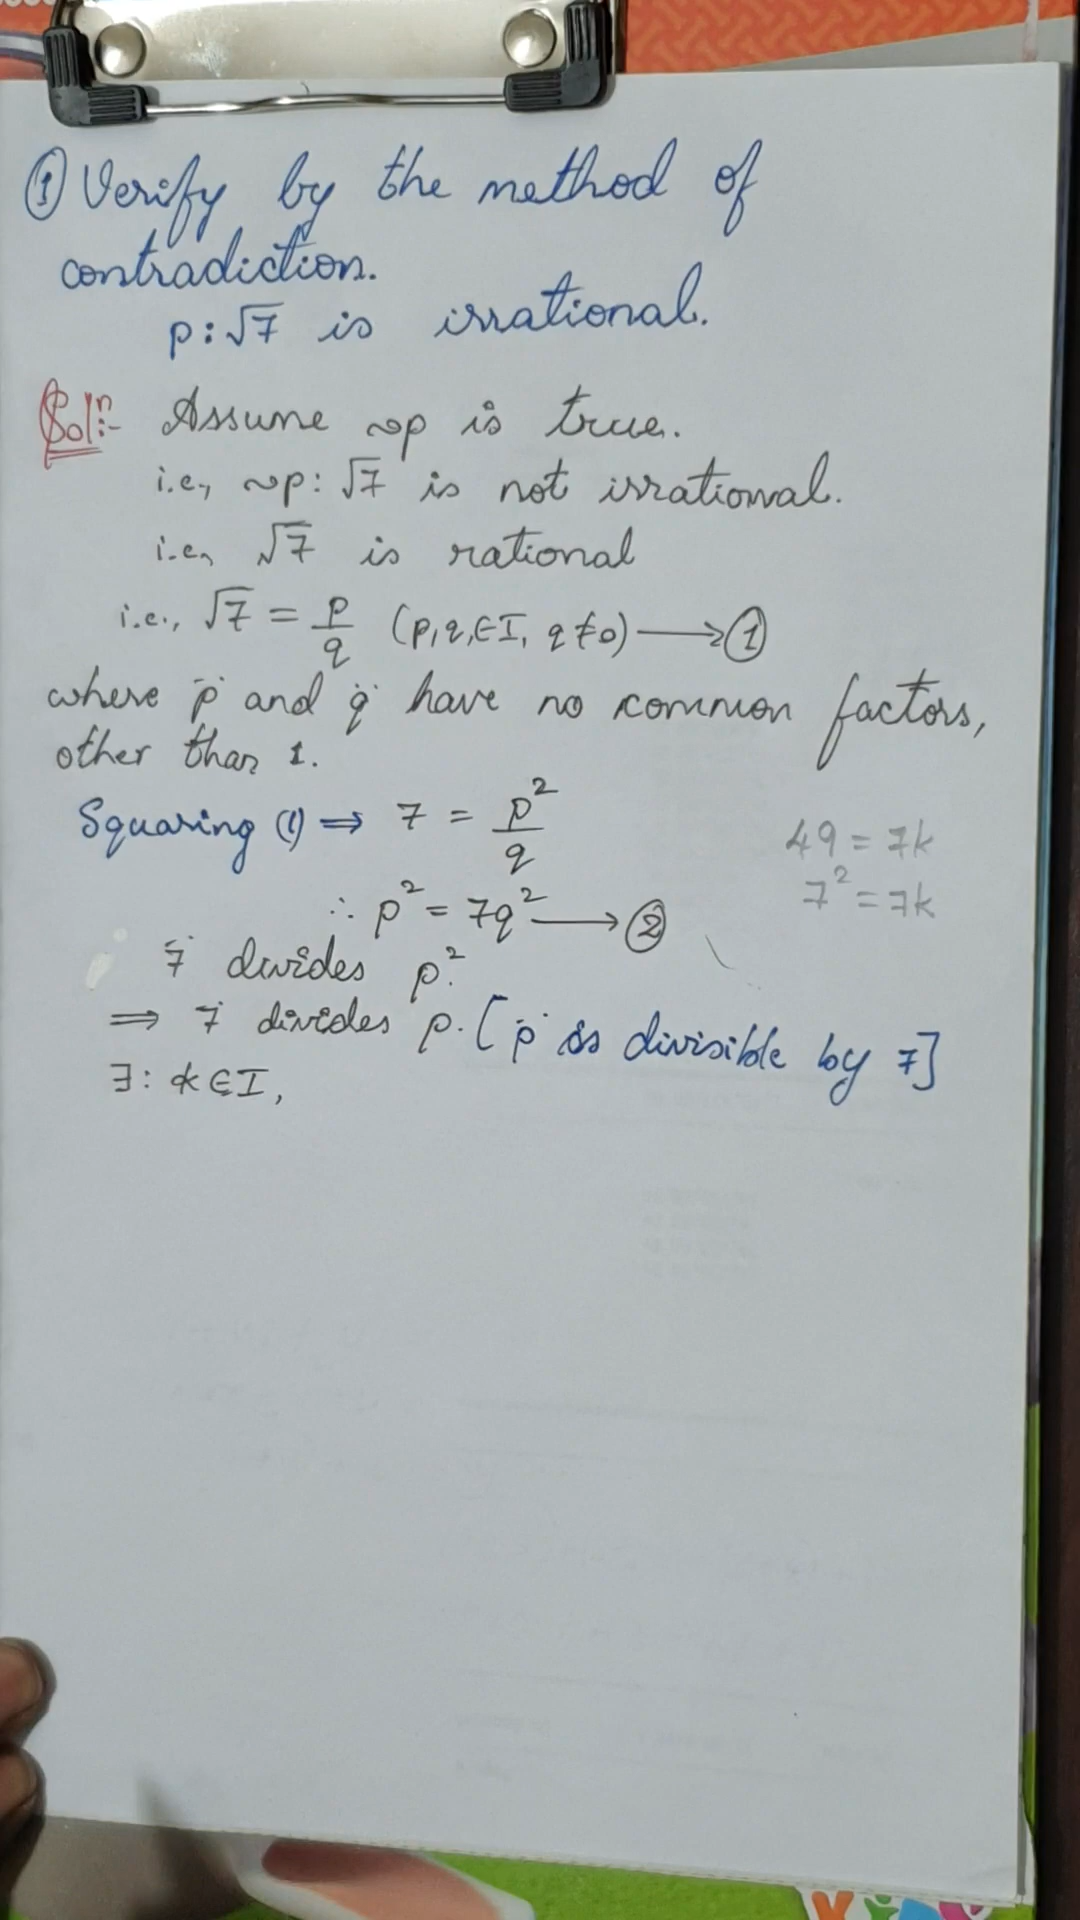 ① Verify by the method of
contradiction.
p : √7 is irrational.
Solⁿ:- Assume ~p is true.
i.e., ~p : √7 is not irrational.
i.e., √7 is rational
i.e., √7 = p/q (p, q, ∈ I, q ≠ 0) ⟶ ①
where 'p' and 'q' have no common factors,
other than 1.
Squaring (1) ⇒ 7 = p²/q
49 = 7k
7² = 7k
∴ p² = 7q² ⟶ ②
7 divides p².
⇒ 7 divides p. [ 'p' is divisible by 7]
∃ : k ∈ I,